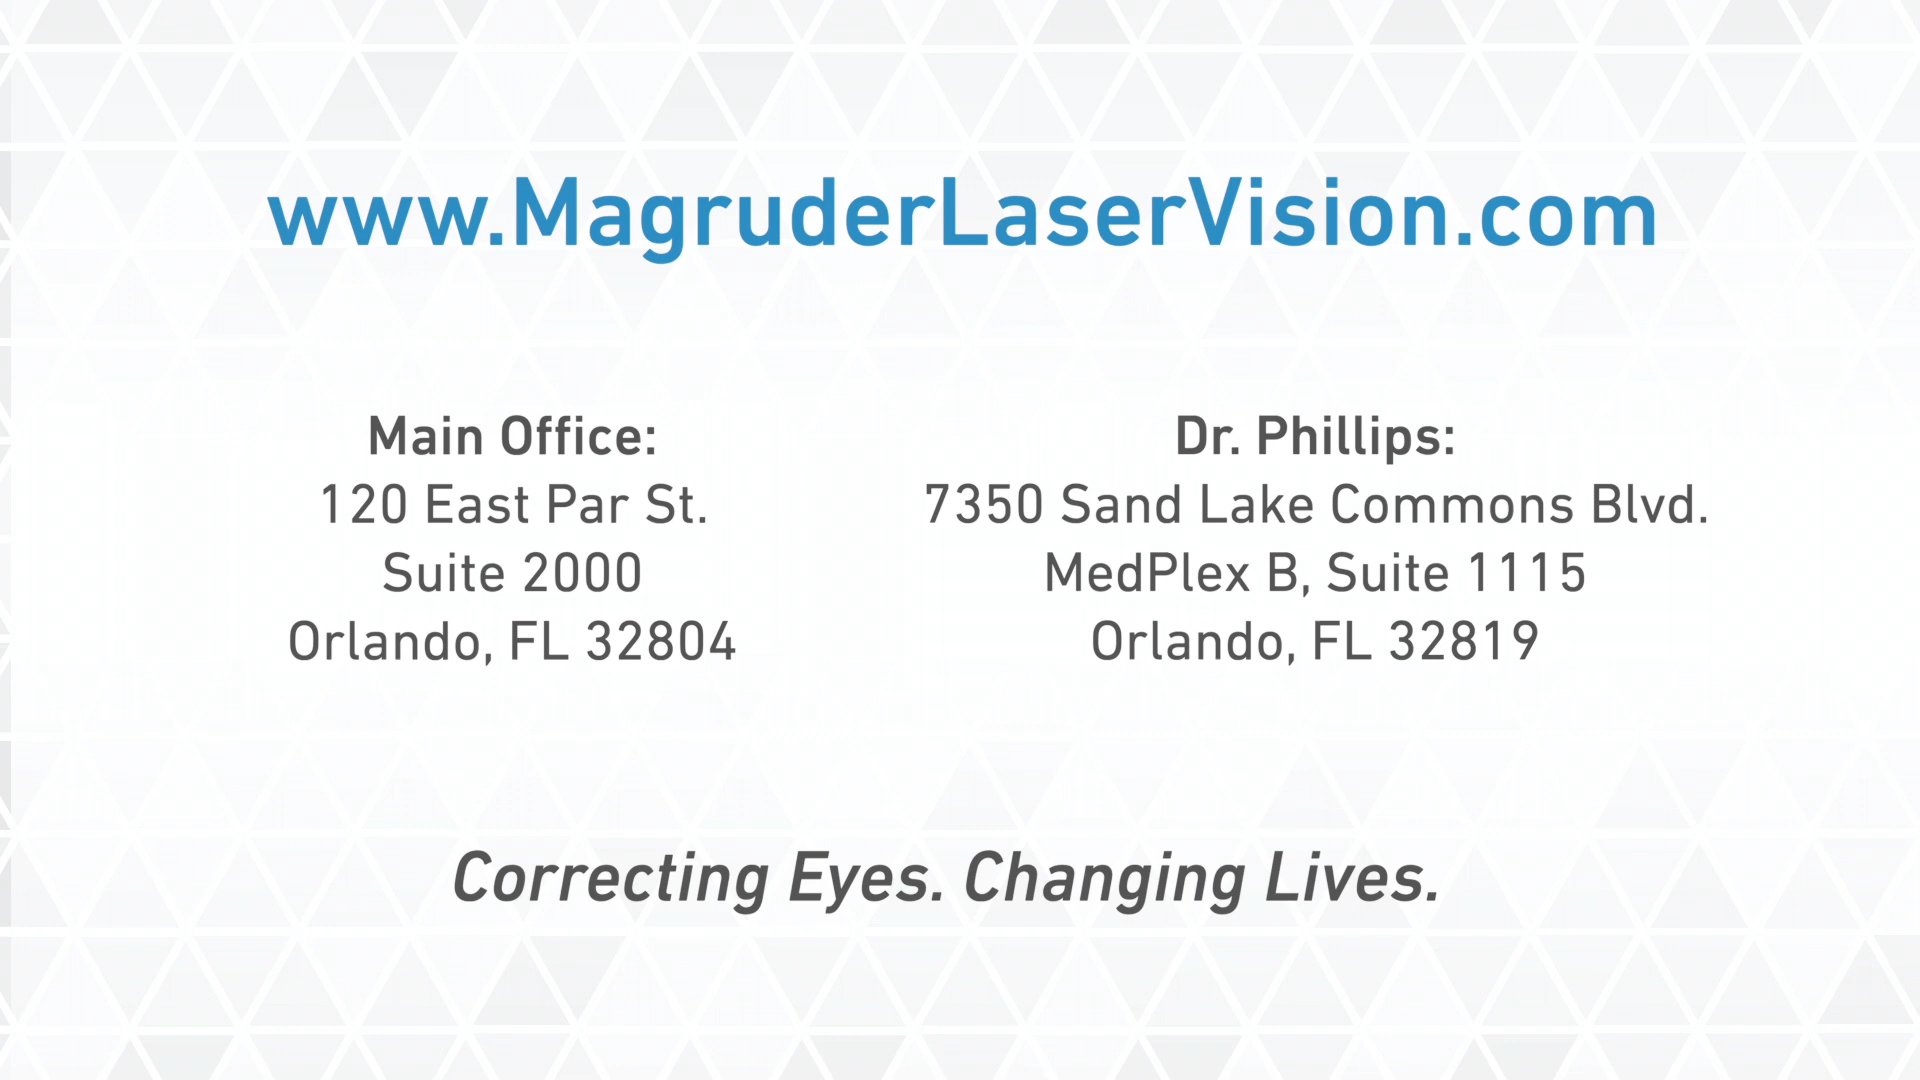 www.MagruderLaserVision.com
Main Office:
120 East Par St.
Suite 2000
Orlando, FL 32804
Dr. Phillips:
7350 Sand Lake Commons Blvd.
MedPlex B, Suite 1115
Orlando, FL 32819
Correcting Eyes. Changing Lives.